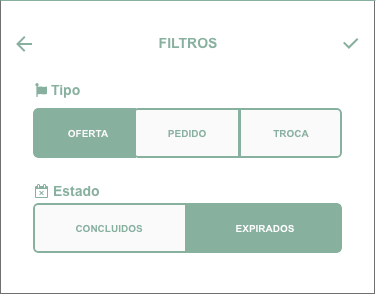 FILTROS
Tipo
OFERTA PEDIDO TROCA
Estado
CONCLUIDOS EXPIRADOS